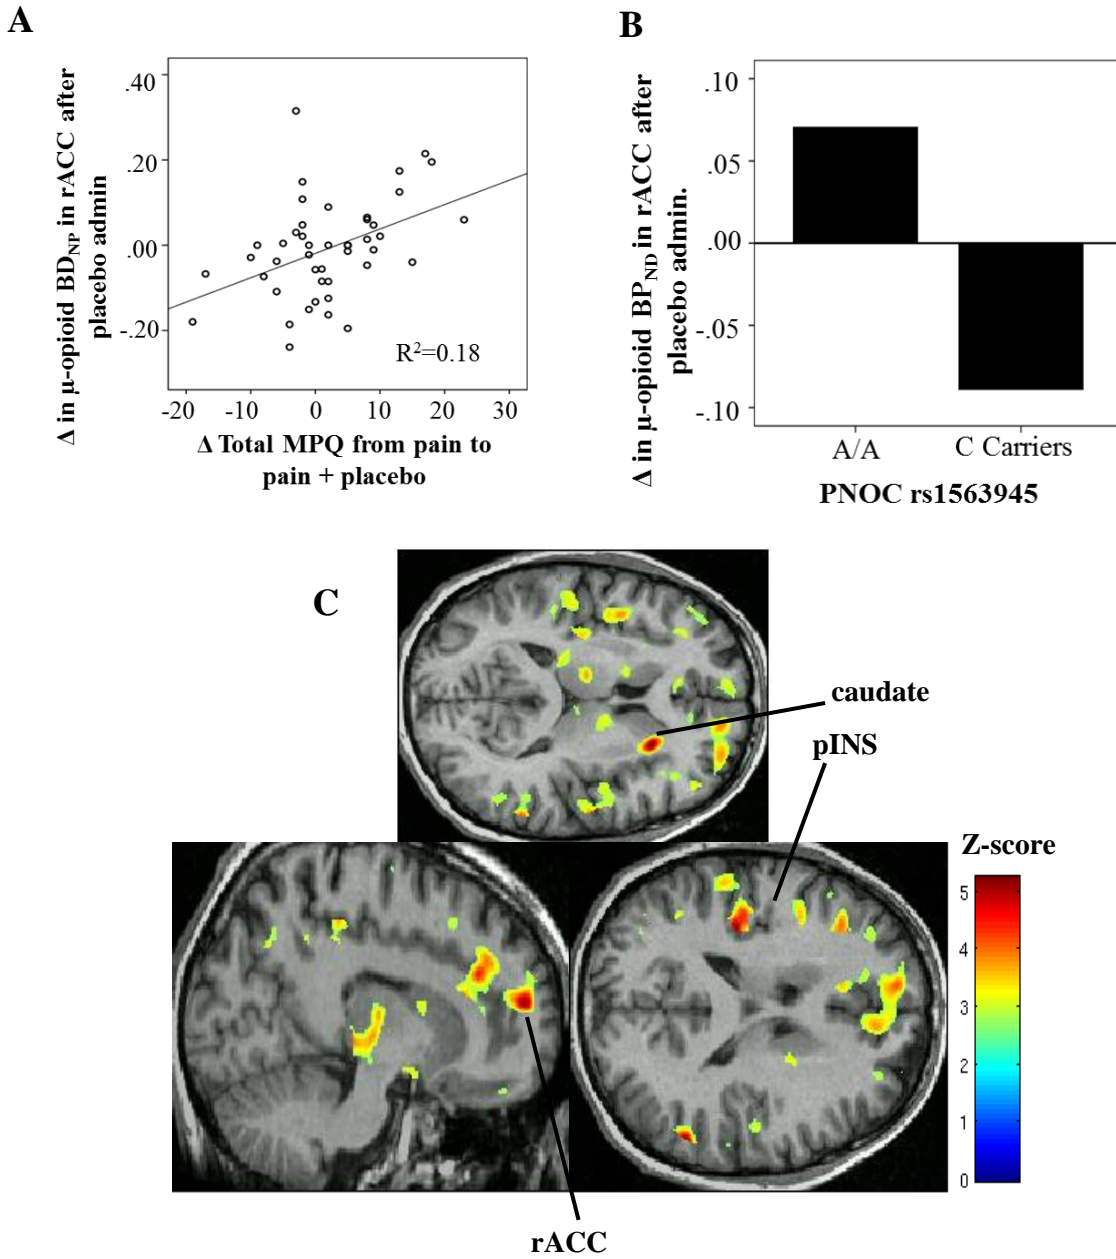 A
Δ in μ-opioid BD_NP in rACC after
placebo admin
.40
.20
.00
-.20
R²=0.18
-20 -10 0 10 20 30
Δ Total MPQ from pain to
pain + placebo
B
Δ in μ-opioid BP_ND in rACC after
placebo admin.
.10
.05
.00
-.05
-.10
A/A C Carriers
PNOC rs1563945
C
caudate
pINS
Z-score
5
4
3
2
1
0
rACC